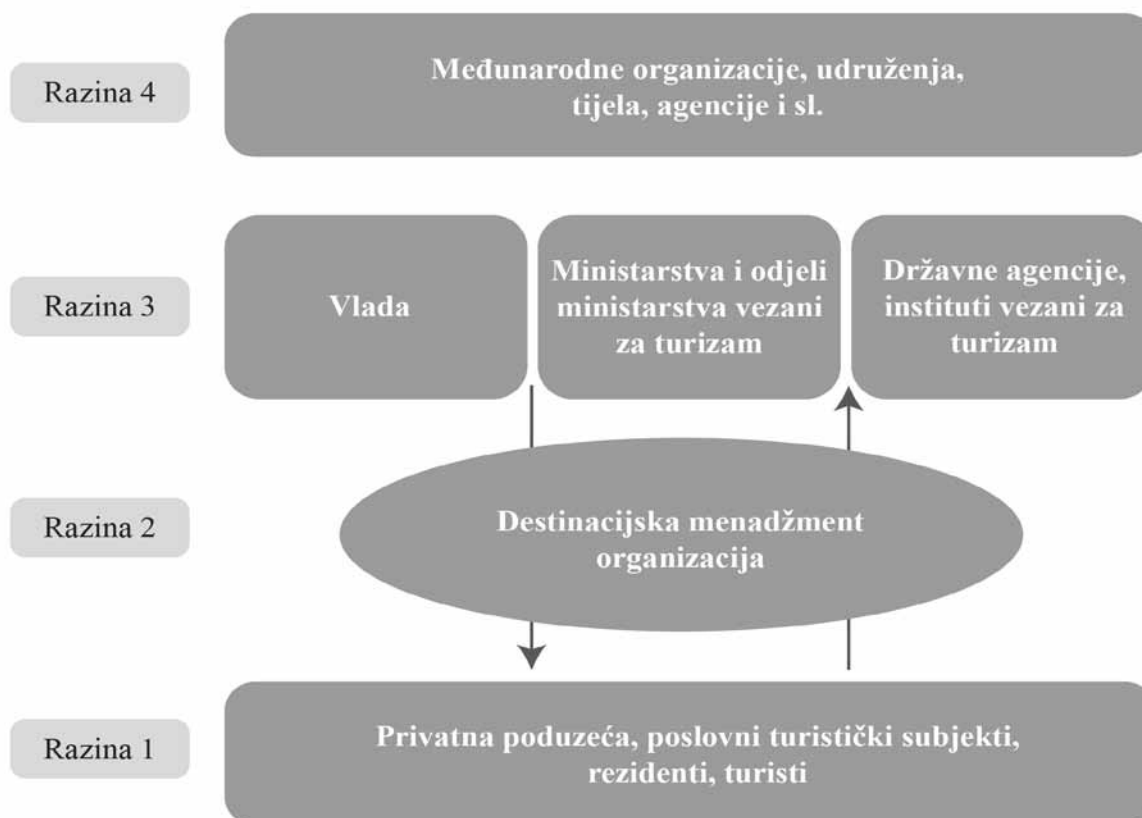 Razina 4
Međunarodne organizacije, udruženja,
tijela, agencije i sl.
Razina 3
Vlada
Ministarstva i odjeli
ministarstva vezani
za turizam
Državne agencije,
instituti vezani za
turizam
Razina 2
Destinacijska menadžment
organizacija
Razina 1
Privatna poduzeća, poslovni turistički subjekti,
rezidenti, turisti